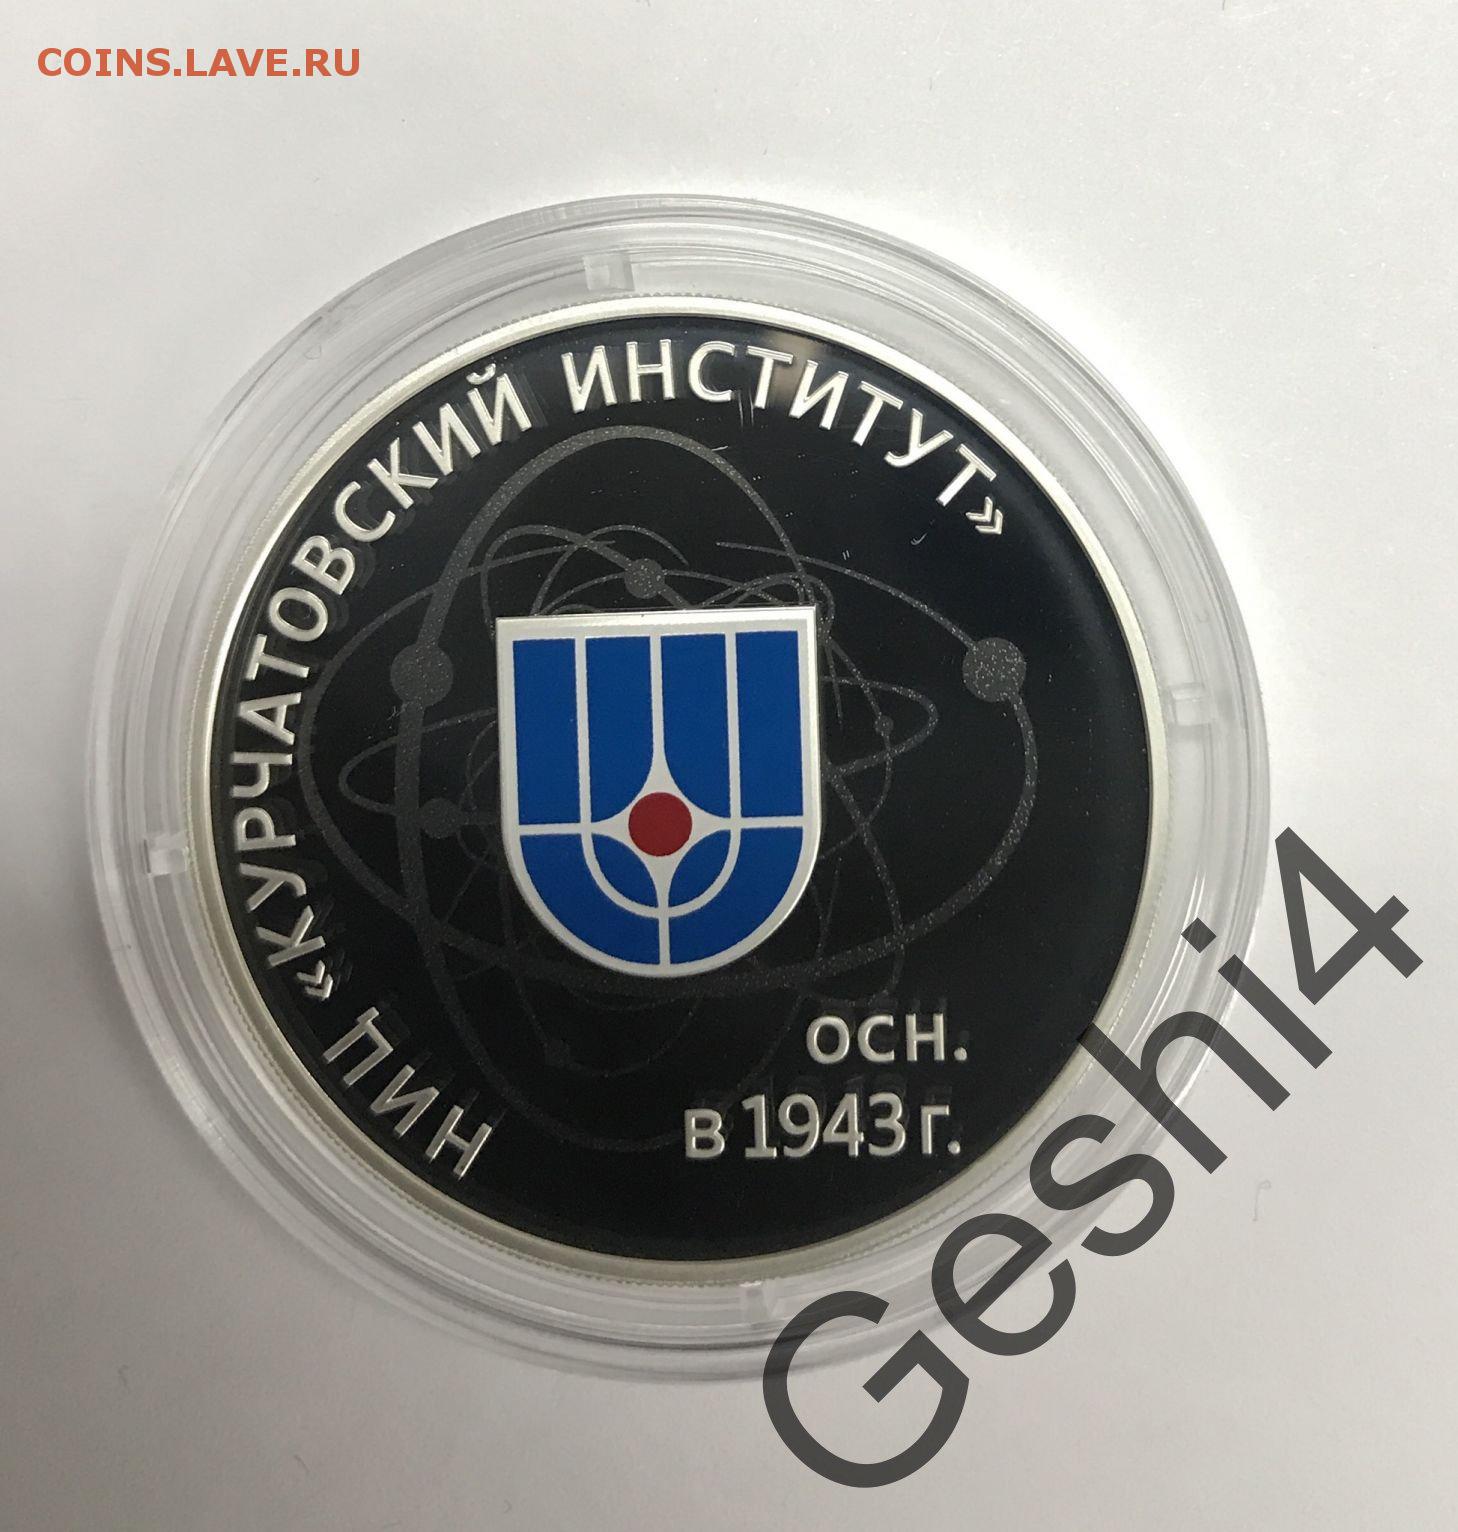 COINS.LAVE.RU
НИЦ «КУРЧАТОВСКИЙ ИНСТИТУТ»
ОСН.
В 1943 Г.
Geshi4